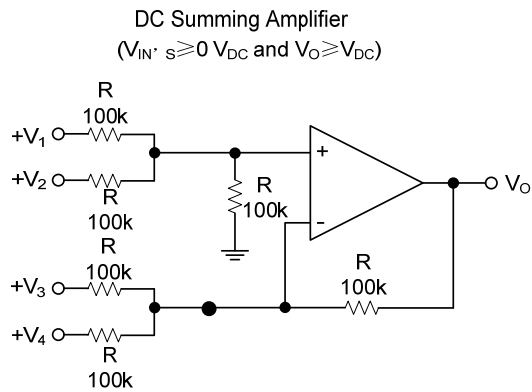 DC Summing Amplifier
(VIN' S≥0 VDC and VO≥VDC)
R
100k
+V1
+V2
R
100k
R
100k
+
-
VO
R
100k
+V3
+V4
R
100k
R
100k